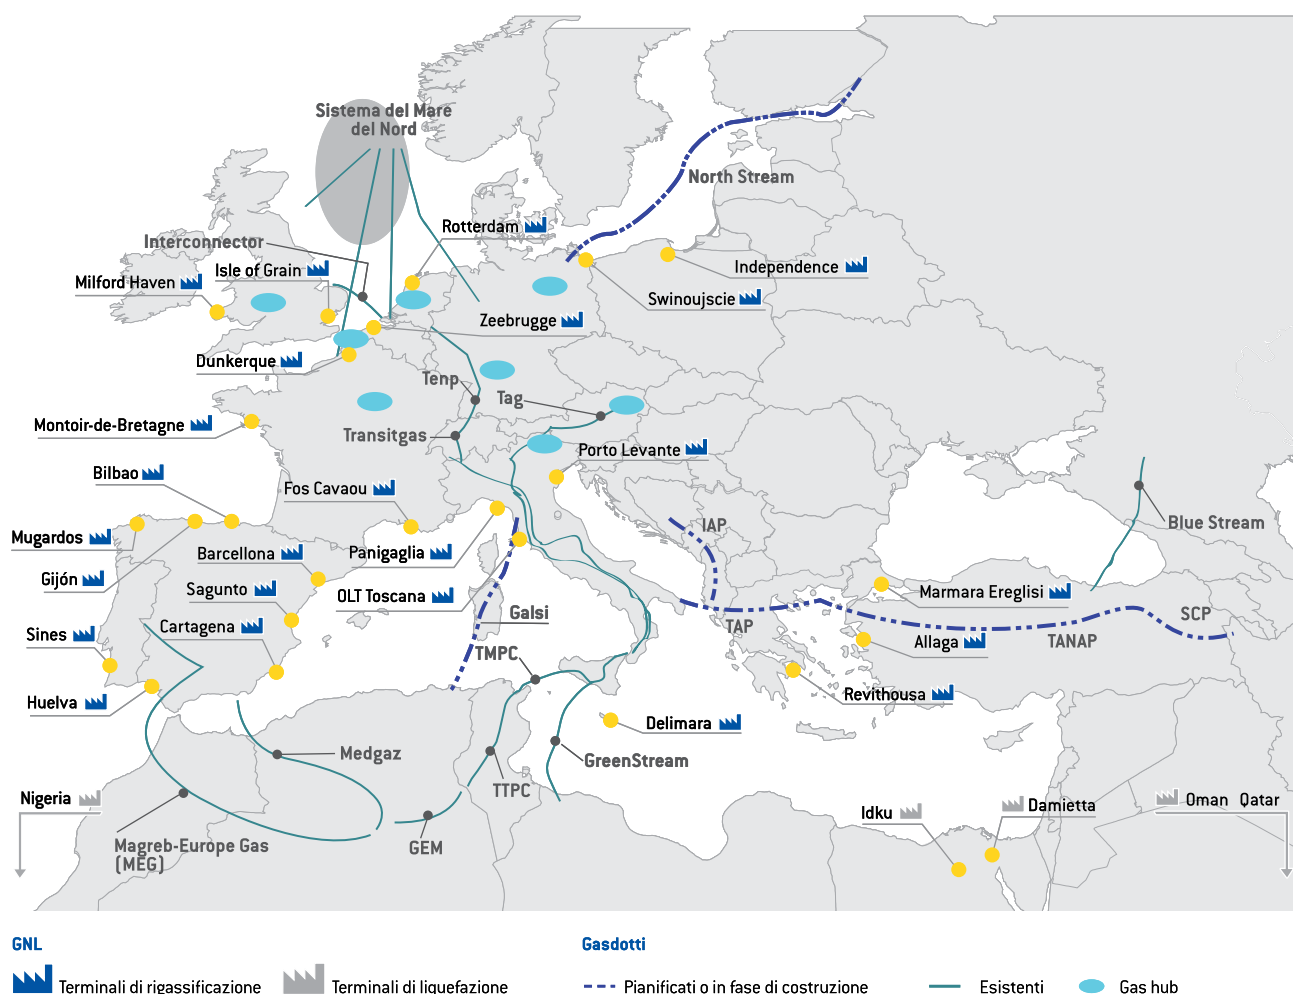 Sistema del Mare
del Nord
North Stream
Rotterdam
Interconnector
Isle of Grain
Milford Haven
Independence
Swinoujscie
Zeebrugge
Dunkerque
Tenp
Tag
Montoir-de-Bretagne
Transitgas
Porto Levante
Bilbao
Fos Cavaou
IAP
Blue Stream
Mugardos
Barcellona
Panigaglia
Gijón
Sagunto
OLT Toscana
Marmara Ereglisi
Galsi
TAP
SCP
Sines
Cartagena
Allaga
TANAP
TMPC
Huelva
Revithousa
Delimara
Medgaz
GreenStream
TTPC
Nigeria
Idku
Damietta
Oman Qatar
Magreb-Europe Gas
(MEG)
GEM
GNL
Gasdotti
Terminali di rigassificazione
Terminali di liquefazione
Pianificati o in fase di costruzione
Esistenti
Gas hub